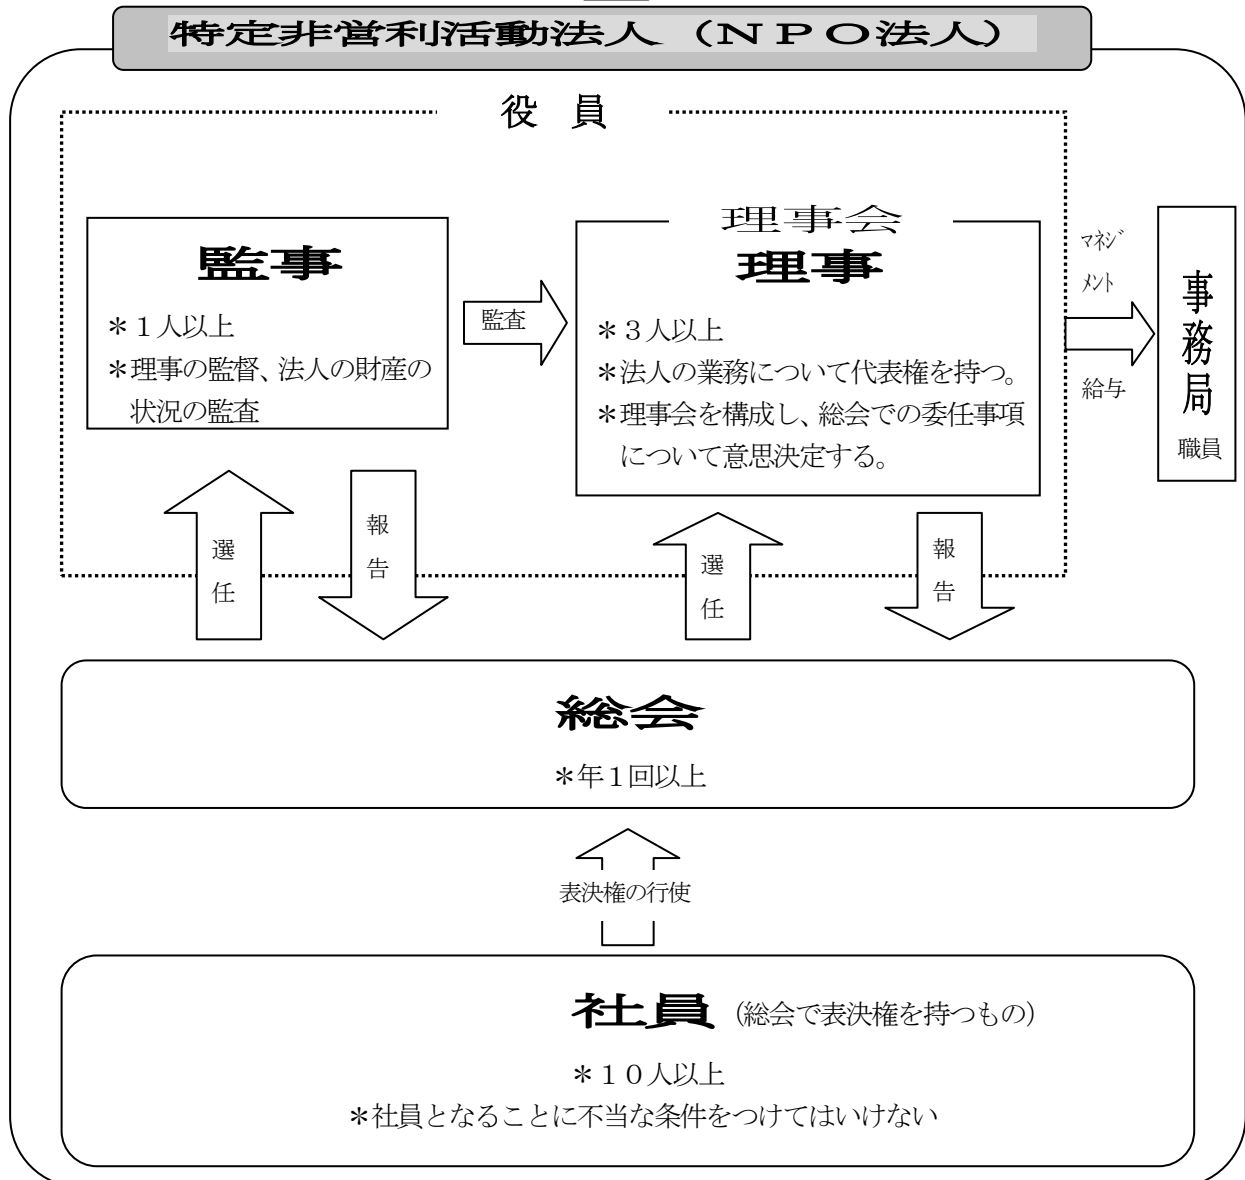 特定非営利活動法人（ＮＰＯ法人）
役 員
監事
＊１人以上
＊理事の監督、法人の財産の
状況の監査
監査
理事会
理事
＊３人以上
＊法人の業務について代表権を持つ。
＊理事会を構成し、総会での委任事項
について意思決定する。
ﾏﾈｼﾞ
ﾒﾝﾄ
給与
事務局
職員
選任
報告
選任
報告
総会
＊年１回以上
表決権の行使
社員（総会で表決権を持つもの）
＊１０人以上
＊社員となることに不当な条件をつけてはいけない